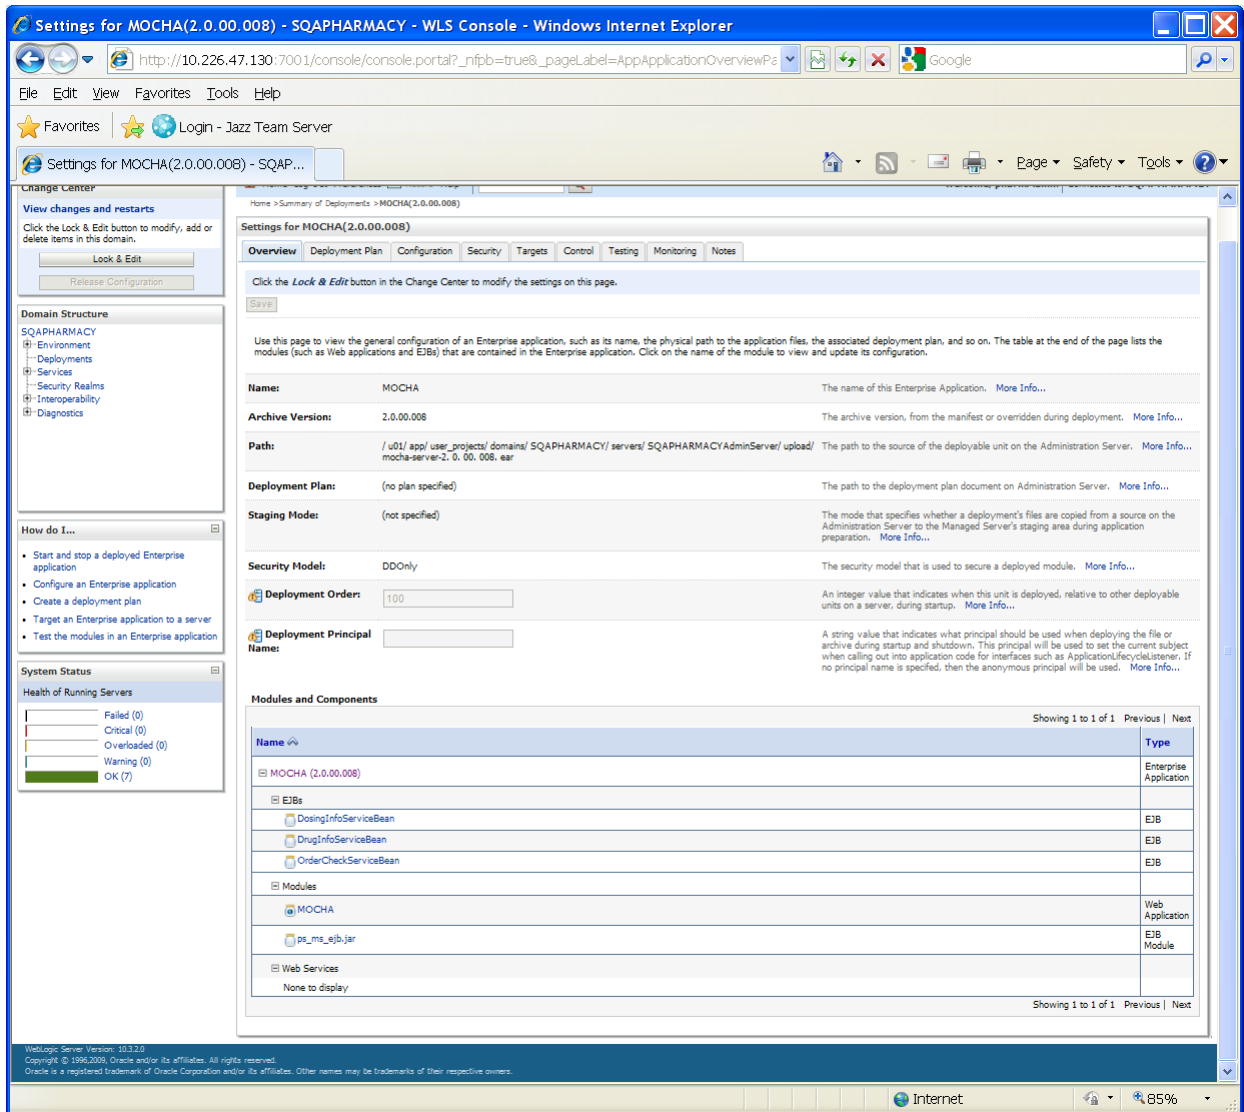 Settings for MOCHA(2.0.00.008) - SQAPHARMACY - WLS Console - Windows Internet Explorer
http://10.226.47.130:7001/console/console.portal?_nfpb=true&_pageLabel=AppApplicationOverviewPa
Google
File Edit View Favorites Tools Help
Favorites
Login - Jazz Team Server
Settings for MOCHA(2.0.00.008) - SQAP...
Page Safety Tools
Change Center
View changes and restarts
Click the Lock & Edit button to modify, add or
delete items in this domain.
Lock & Edit
Release Configuration
Domain Structure
SQAPHARMACY
Environment
Deployments
Services
Security Realms
Interoperability
Diagnostics
How do I...
Start and stop a deployed Enterprise
application
Configure an Enterprise application
Create a deployment plan
Target an Enterprise application to a server
Test the modules in an Enterprise application
System Status
Health of Running Servers
Failed (0)
Critical (0)
Overloaded (0)
Warning (0)
OK (7)
Home >Summary of Deployments >MOCHA(2.0.00.008)
Settings for MOCHA(2.0.00.008)
Overview Deployment Plan Configuration Security Targets Control Testing Monitoring Notes
Click the Lock & Edit button in the Change Center to modify the settings on this page.
Save
Use this page to view the general configuration of an Enterprise application, such as its name, the physical path to the application files, the associated deployment plan, and so on. The table at the end of the page lists the
modules (such as Web applications and EJBs) that are contained in the Enterprise application. Click on the name of the module to view and update its configuration.
Name: MOCHA The name of this Enterprise Application. More Info...
Archive Version: 2.0.00.008 The archive version, from the manifest or overridden during deployment. More Info...
Path: / u01/ app/ user_projects/ domains/ SQAPHARMACY/ servers/ SQAPHARMACYAdminServer/ upload/ The path to the source of the deployable unit on the Administration Server. More Info...
mocha-server-2. 0. 00. 008. ear
Deployment Plan: (no plan specified) The path to the deployment plan document on Administration Server. More Info...
Staging Mode: (not specified) The mode that specifies whether a deployment's files are copied from a source on the
Administration Server to the Managed Server's staging area during application
preparation. More Info...
Security Model: DDOnly The security model that is used to secure a deployed module. More Info...
Deployment Order: 100 An integer value that indicates when this unit is deployed, relative to other deployable
units on a server, during startup. More Info...
Deployment Principal A string value that indicates what principal should be used when deploying the file or
Name: archive during startup and shutdown. This principal will be used to set the current subject
when calling out into application code for interfaces such as ApplicationLifecycleListener. If
no principal name is specifed, then the anonymous principal will be used. More Info...
Modules and Components
Showing 1 to 1 of 1 Previous | Next
Name Type
MOCHA (2.0.00.008) Enterprise
Application
EJBs
DosingInfoServiceBean EJB
DrugInfoServiceBean EJB
OrderCheckServiceBean EJB
Modules
MOCHA Web
Application
ps_ms_ejb.jar EJB
Module
Web Services
None to display
Showing 1 to 1 of 1 Previous | Next
WebLogic Server Version: 10.3.2.0
Copyright © 1996,2009, Oracle and/or its affiliates. All rights reserved.
Oracle is a registered trademark of Oracle Corporation and/or its affiliates. Other names may be trademarks of their respective owners.
Internet
85%